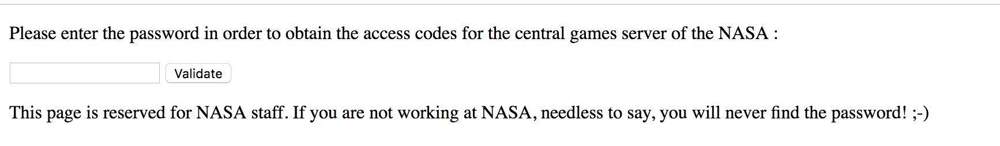 Please enter the password in order to obtain the access codes for the central games server of the NASA :
Validate
This page is reserved for NASA staff. If you are not working at NASA, needless to say, you will never find the password! ;-)